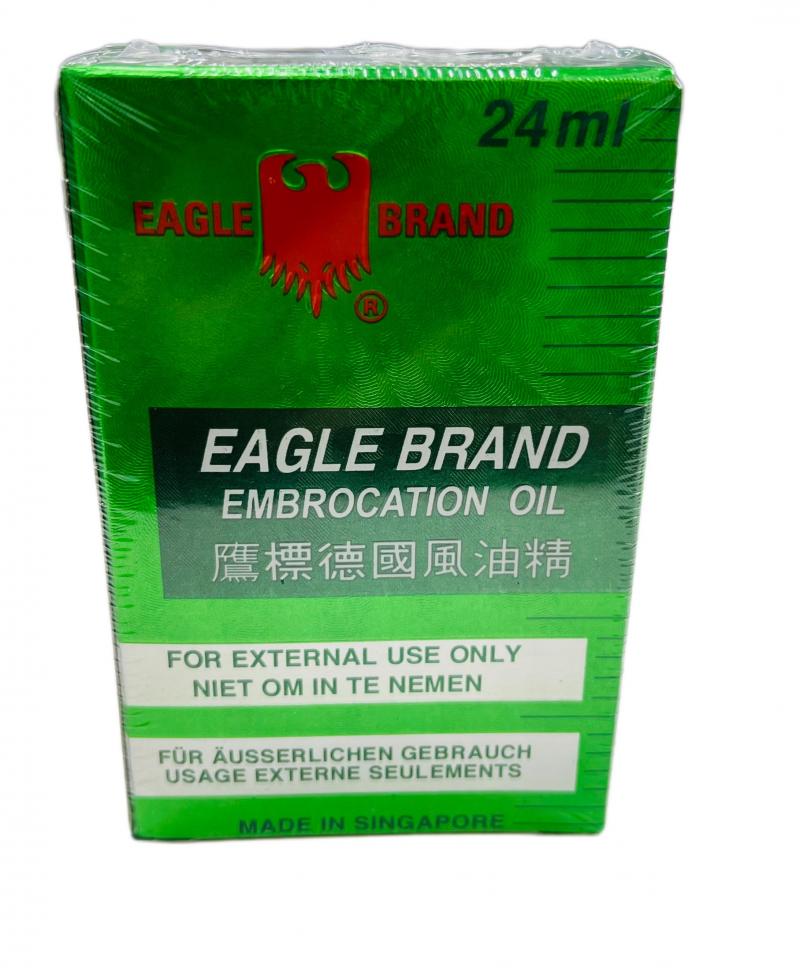 24ml
EAGLE BRAND
®
EAGLE BRAND
EMBROCATION OIL
鷹標德國風油精
FOR EXTERNAL USE ONLY
NIET OM IN TE NEMEN
FÜR ÄUSSERLICHEN GEBRAUCH
USAGE EXTERNE SEULEMENTS
MADE IN SINGAPORE